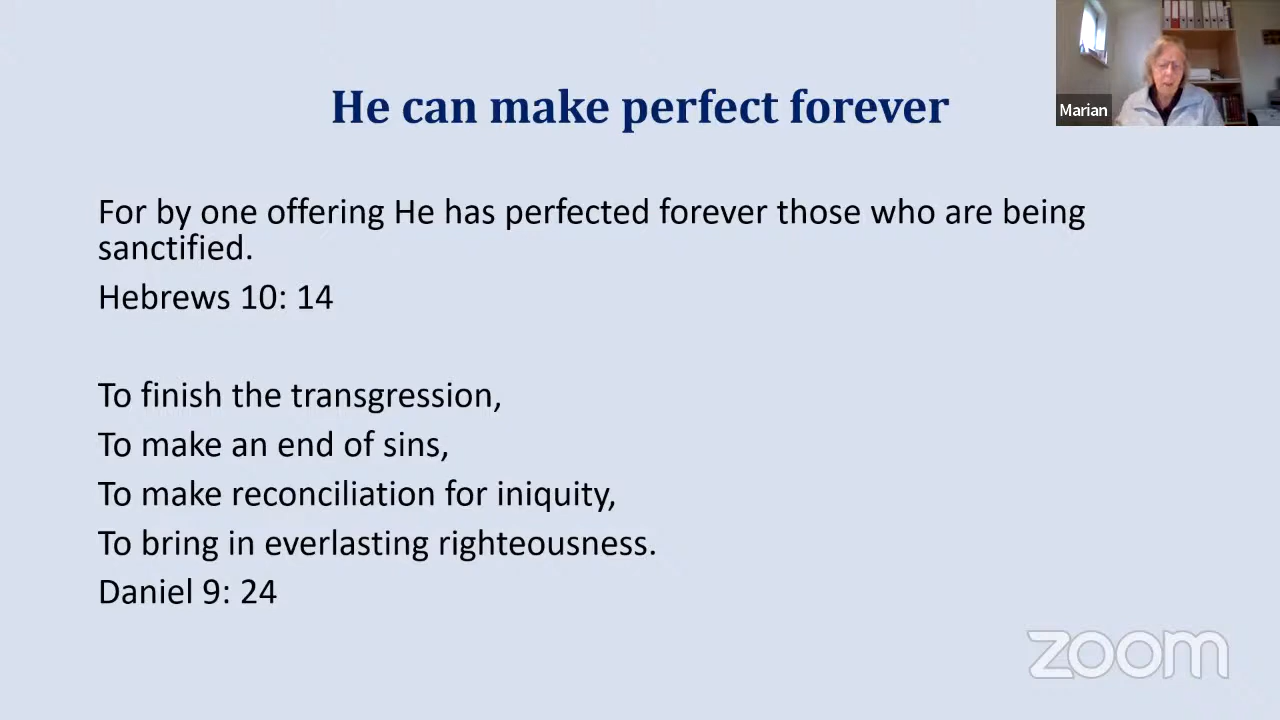 He can make perfect forever
Marian
For by one offering He has perfected forever those who are being
sanctified.
Hebrews 10: 14
To finish the transgression,
To make an end of sins,
To make reconciliation for iniquity,
To bring in everlasting righteousness.
Daniel 9: 24
zoom